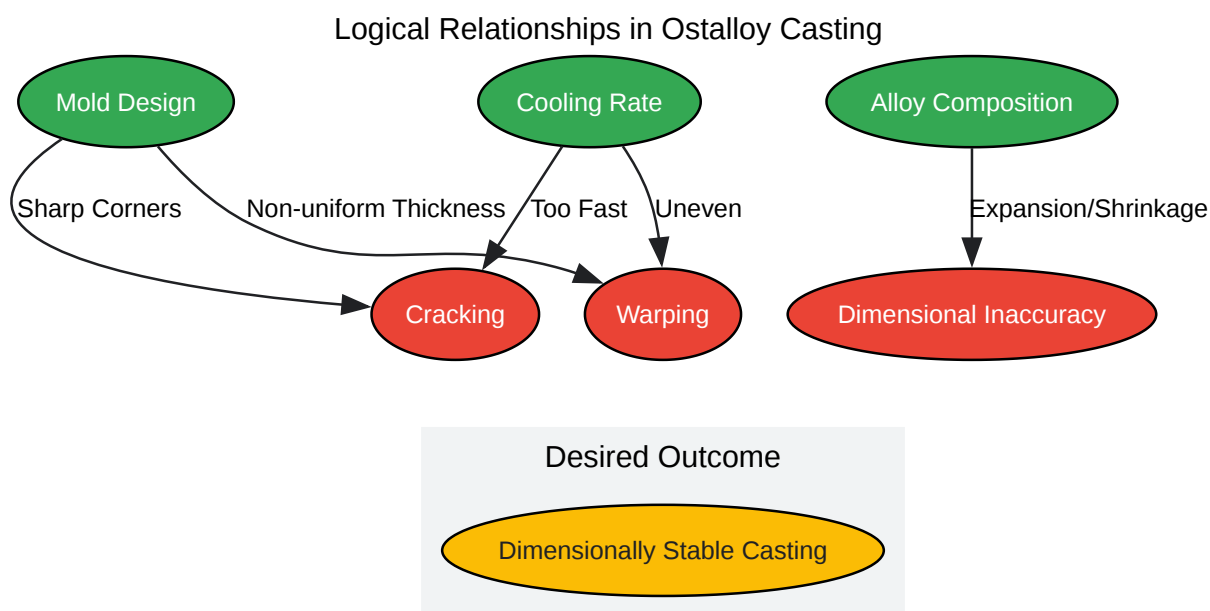 Logical Relationships in Ostalloy Casting
Mold Design
Cooling Rate
Alloy Composition
Sharp Corners
Non-uniform Thickness
Too Fast
Uneven
Expansion/Shrinkage
Cracking
Warping
Dimensional Inaccuracy
Desired Outcome
Dimensionally Stable Casting